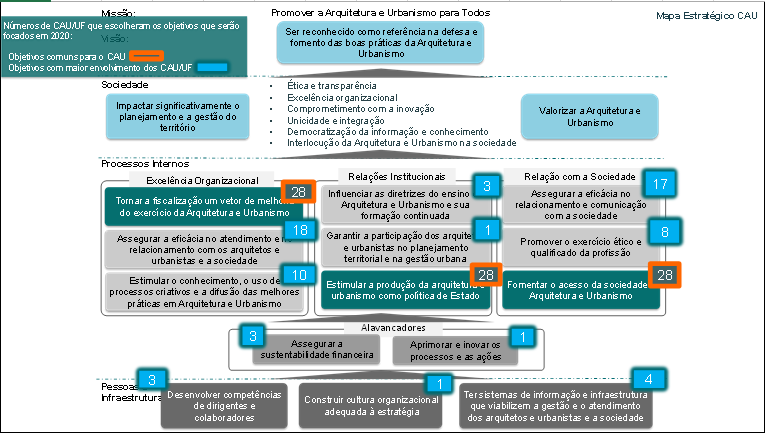 Missão:
Promover a Arquitetura e Urbanismo para Todos
Mapa Estratégico CAU
Números de CAU/UF que escolheram os objetivos que serão
focados em 2020:
Visão:
Objetivos comuns para o CAU
Objetivos com maior envolvimento dos CAU/UF
Ser reconhecido como referência na defesa e
fomento das boas práticas da Arquitetura e
Urbanismo
Sociedade
Impactar significativamente o
planejamento e a gestão do
território
• Ética e transparência
• Excelência organizacional
• Comprometimento com a inovação
• Unicidade e integração
• Democratização da informação e conhecimento
• Interlocução da Arquitetura e Urbanismo na sociedade
Valorizar a Arquitetura e
Urbanismo
Processos Internos
Excelência Organizacional
28
Tornar a fiscalização um vetor de melhoria
do exercício da Arquitetura e Urbanismo
18
Assegurar a eficácia no atendimento e no
relacionamento com os arquitetos e
urbanistas e a sociedade
10
Estimular o conhecimento, o uso de
processos criativos e a difusão das melhores
práticas em Arquitetura e Urbanismo
Relações Institucionais
3
Influenciar as diretrizes do ensino
Arquitetura e Urbanismo e sua
formação continuada
1
Garantir a participação dos arquite
e urbanistas no planejamento
territorial e na gestão urbana
28
Estimular a produção da arquitetura
urbanismo como política de Estado
Relação com a Sociedade
17
Assegurar a eficácia no
relacionamento e comunicação
com a sociedade
8
Promover o exercício ético e
qualificado da profissão
28
Fomentar o acesso da sociedade
Arquitetura e Urbanismo
Alavancadores
3
Assegurar a
sustentabilidade financeira
1
Aprimorar e inovar os
processos e as ações
Pessoas
Infraestrutura
3
Desenvolver competências
de dirigentes e
colaboradores
1
Construir cultura organizacional
adequada à estratégia
4
Ter sistemas de informação e infraestrutura
que viabilizem a gestão e o atendimento
dos arquitetos e urbanistas e a sociedade